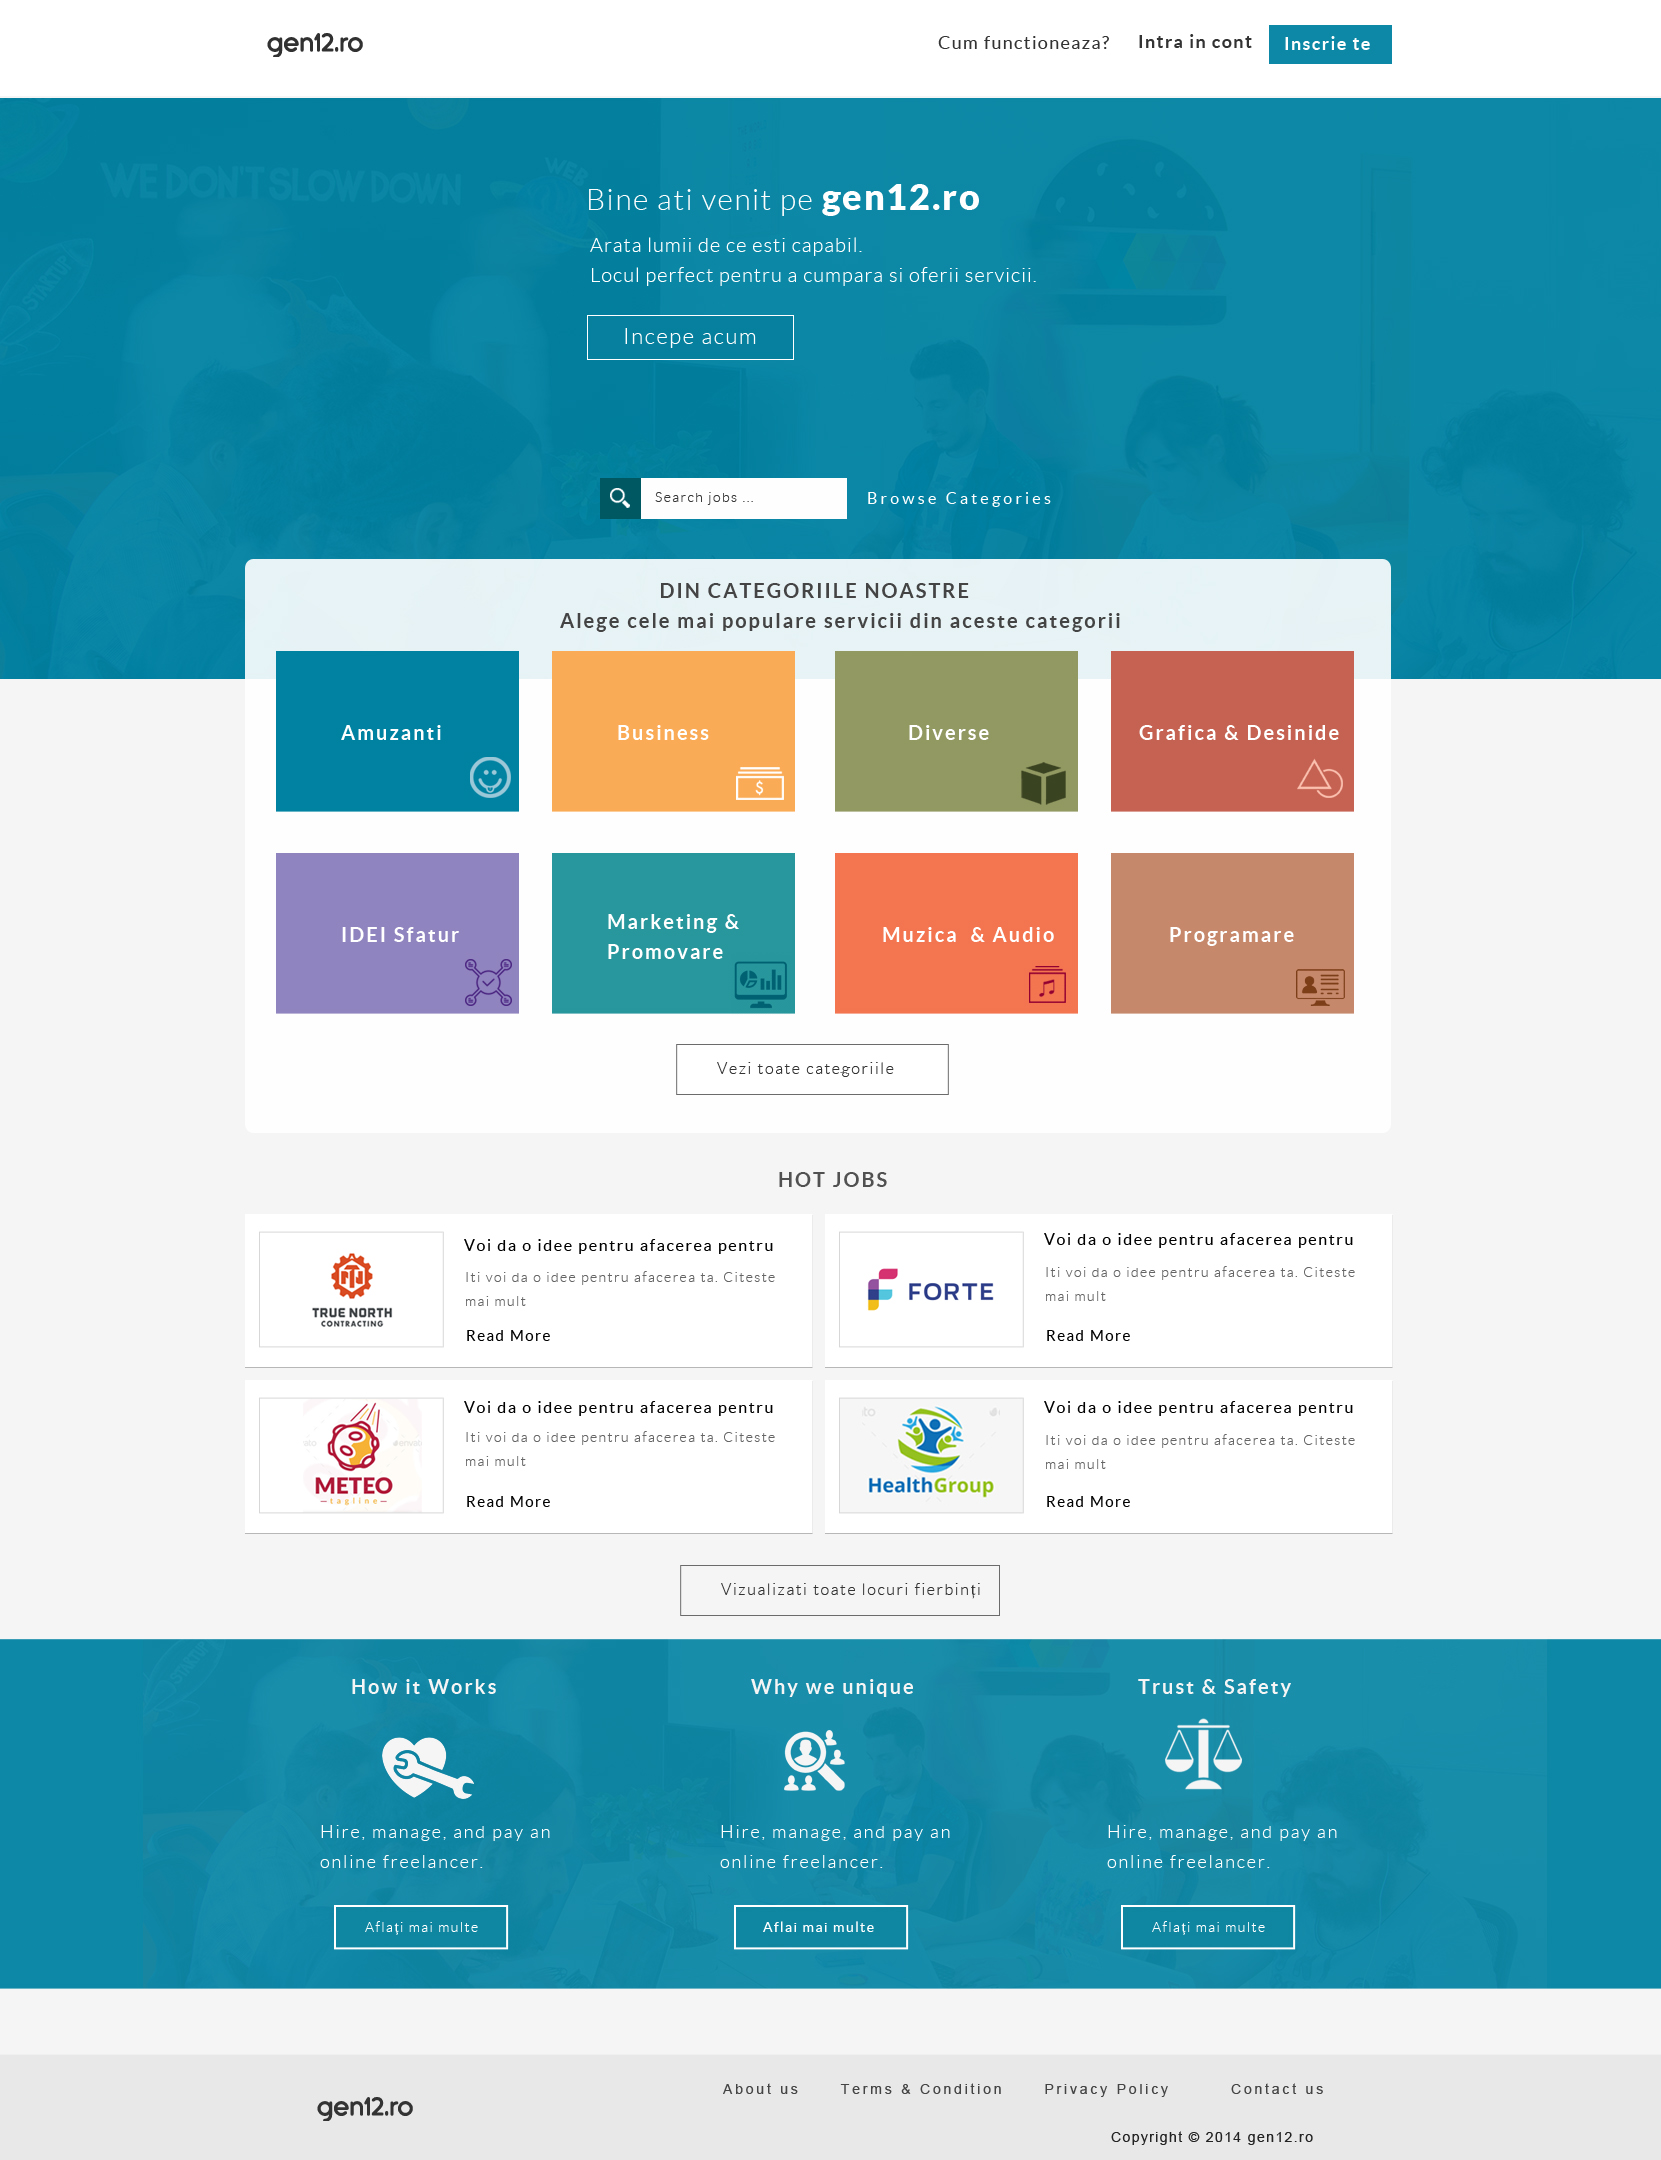 gen12.ro
Cum functioneaza?
Intra in cont
Inscrie te
WE DON'T SLOW DOWN
WEB
STARTUP
Bine ati venit pe gen12.ro
Arata lumii de ce esti capabil.
Locul perfect pentru a cumpara si oferii servicii.
Incepe acum
Search jobs ...
Browse Categories
DIN CATEGORIILE NOASTRE
Alege cele mai populare servicii din aceste categorii
Amuzanti
Business
$
Diverse
Grafica & Desinide
IDEI Sfatur
Marketing &
Promovare
Muzica & Audio
Programare
Vezi toate categoriile
HOT JOBS
TRUE NORTH
CONTRACTING
Voi da o idee pentru afacerea pentru
Iti voi da o idee pentru afacerea ta. Citeste
mai mult
Read More
FORTE
Voi da o idee pentru afacerea pentru
Iti voi da o idee pentru afacerea ta. Citeste
mai mult
Read More
METEO
tagline
Voi da o idee pentru afacerea pentru
Iti voi da o idee pentru afacerea ta. Citeste
mai mult
Read More
HealthGroup
Voi da o idee pentru afacerea pentru
Iti voi da o idee pentru afacerea ta. Citeste
mai mult
Read More
Vizualizati toate locuri fierbinți
STARTUP
How it Works
Hire, manage, and pay an
online freelancer.
Aflați mai multe
Why we unique
Hire, manage, and pay an
online freelancer.
Aflai mai multe
Trust & Safety
Hire, manage, and pay an
online freelancer.
Aflați mai multe
gen12.ro
About us
Terms & Condition
Privacy Policy
Contact us
Copyright © 2014 gen12.ro